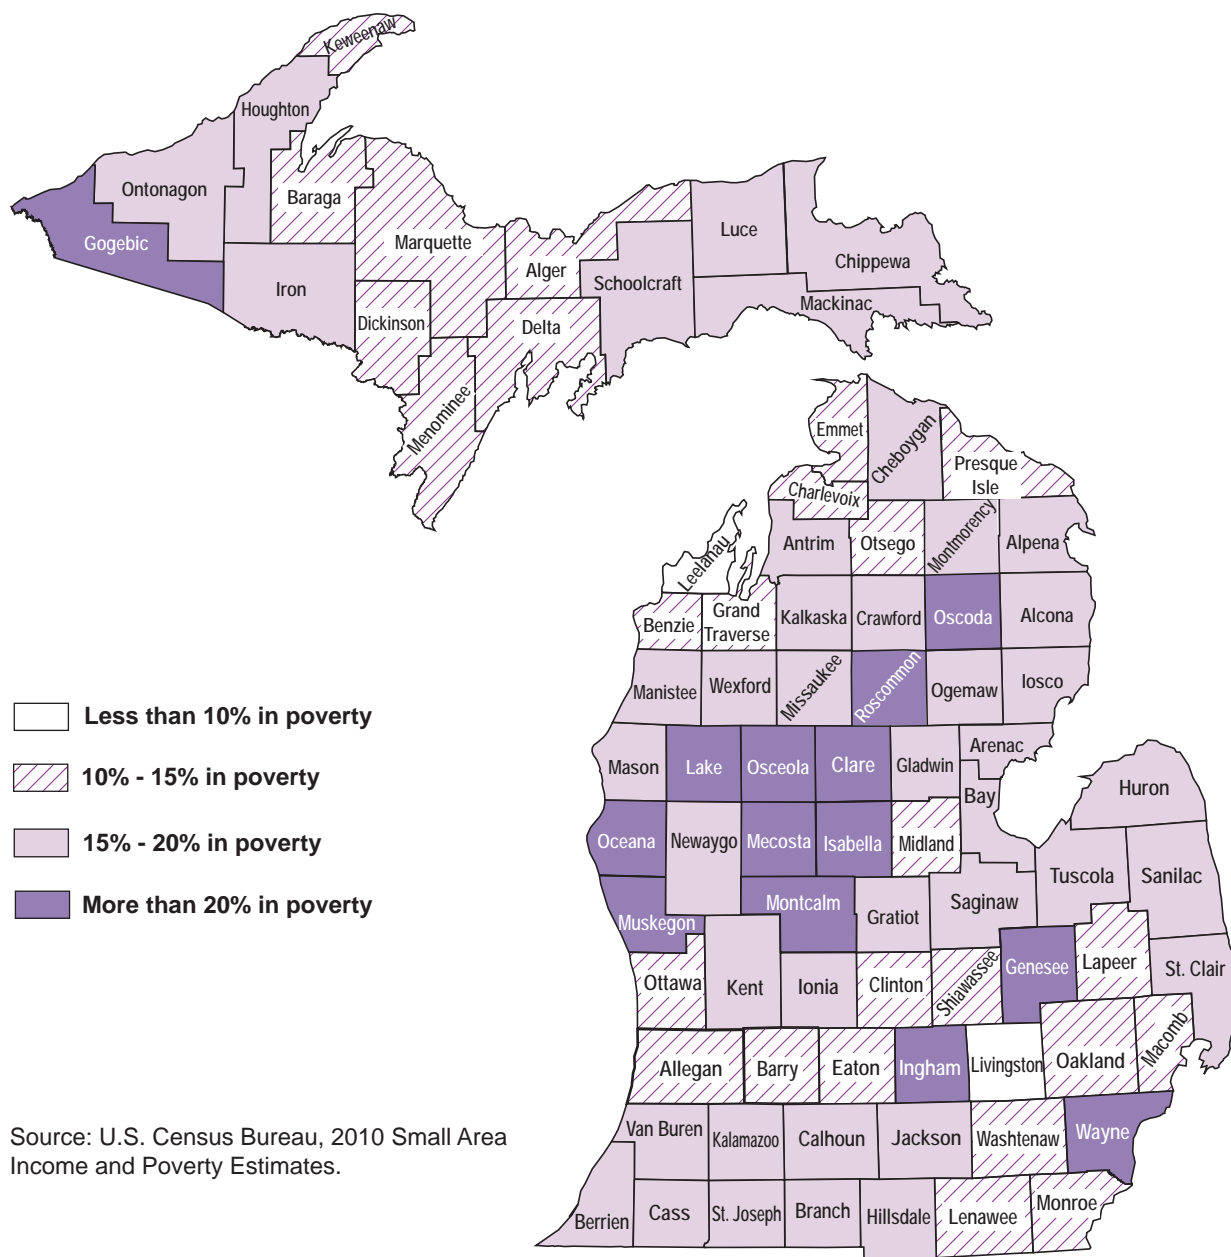 Keweenaw
Houghton
Ontonagon
Baraga
Gogebic
Marquette
Luce
Alger
Chippewa
Iron
Schoolcraft
Mackinac
Dickinson
Delta
Menominee
Emmet
Cheboygan
Presque
Isle
Charlevoix
Leelanau
Antrim
Otsego
Montmorency
Alpena
Benzie
Grand
Traverse
Kalkaska
Crawford
Oscoda
Alcona
Manistee
Wexford
Missaukee
Roscommon
Ogemaw
Iosco
Less than 10% in poverty
10% - 15% in poverty
15% - 20% in poverty
More than 20% in poverty
Mason
Lake
Osceola
Clare
Gladwin
Arenac
Bay
Huron
Oceana
Newaygo
Mecosta
Isabella
Midland
Tuscola
Sanilac
Muskegon
Montcalm
Gratiot
Saginaw
Ottawa
Kent
Ionia
Clinton
Shiawassee
Genesee
Lapeer
St. Clair
Allegan
Barry
Eaton
Ingham
Livingston
Oakland
Macomb
Van Buren
Kalamazoo
Calhoun
Jackson
Washtenaw
Wayne
Berrien
Cass
St. Joseph
Branch
Hillsdale
Lenawee
Monroe
Source: U.S. Census Bureau, 2010 Small Area
Income and Poverty Estimates.